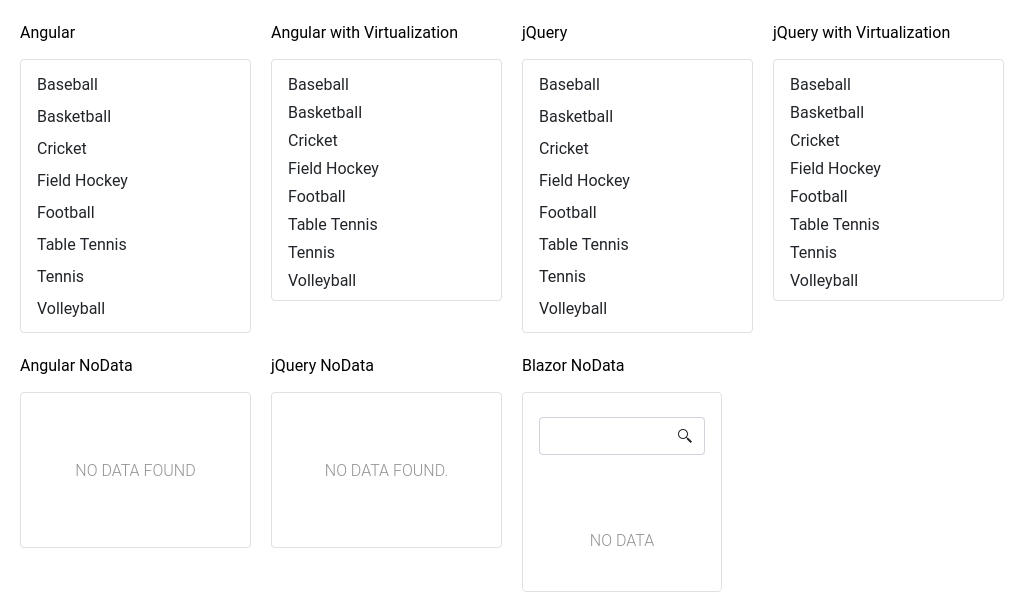 Angular
Baseball
Basketball
Cricket
Field Hockey
Football
Table Tennis
Tennis
Volleyball
Angular with Virtualization
Baseball
Basketball
Cricket
Field Hockey
Football
Table Tennis
Tennis
Volleyball
jQuery
Baseball
Basketball
Cricket
Field Hockey
Football
Table Tennis
Tennis
Volleyball
jQuery with Virtualization
Baseball
Basketball
Cricket
Field Hockey
Football
Table Tennis
Tennis
Volleyball
Angular NoData
NO DATA FOUND
jQuery NoData
NO DATA FOUND.
Blazor NoData
NO DATA